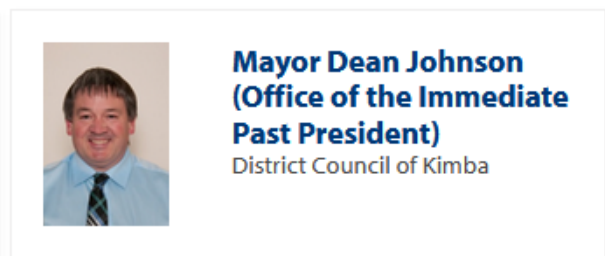 Mayor Dean Johnson
(Office of the Immediate
Past President)
District Council of Kimba